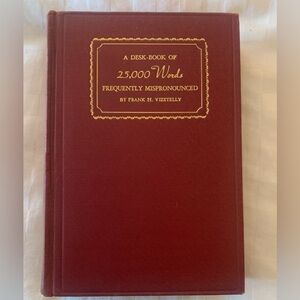 A DESK-BOOK OF
25,000 Words
FREQUENTLY MISPRONOUNCED
BY FRANK H. VIZETELLY